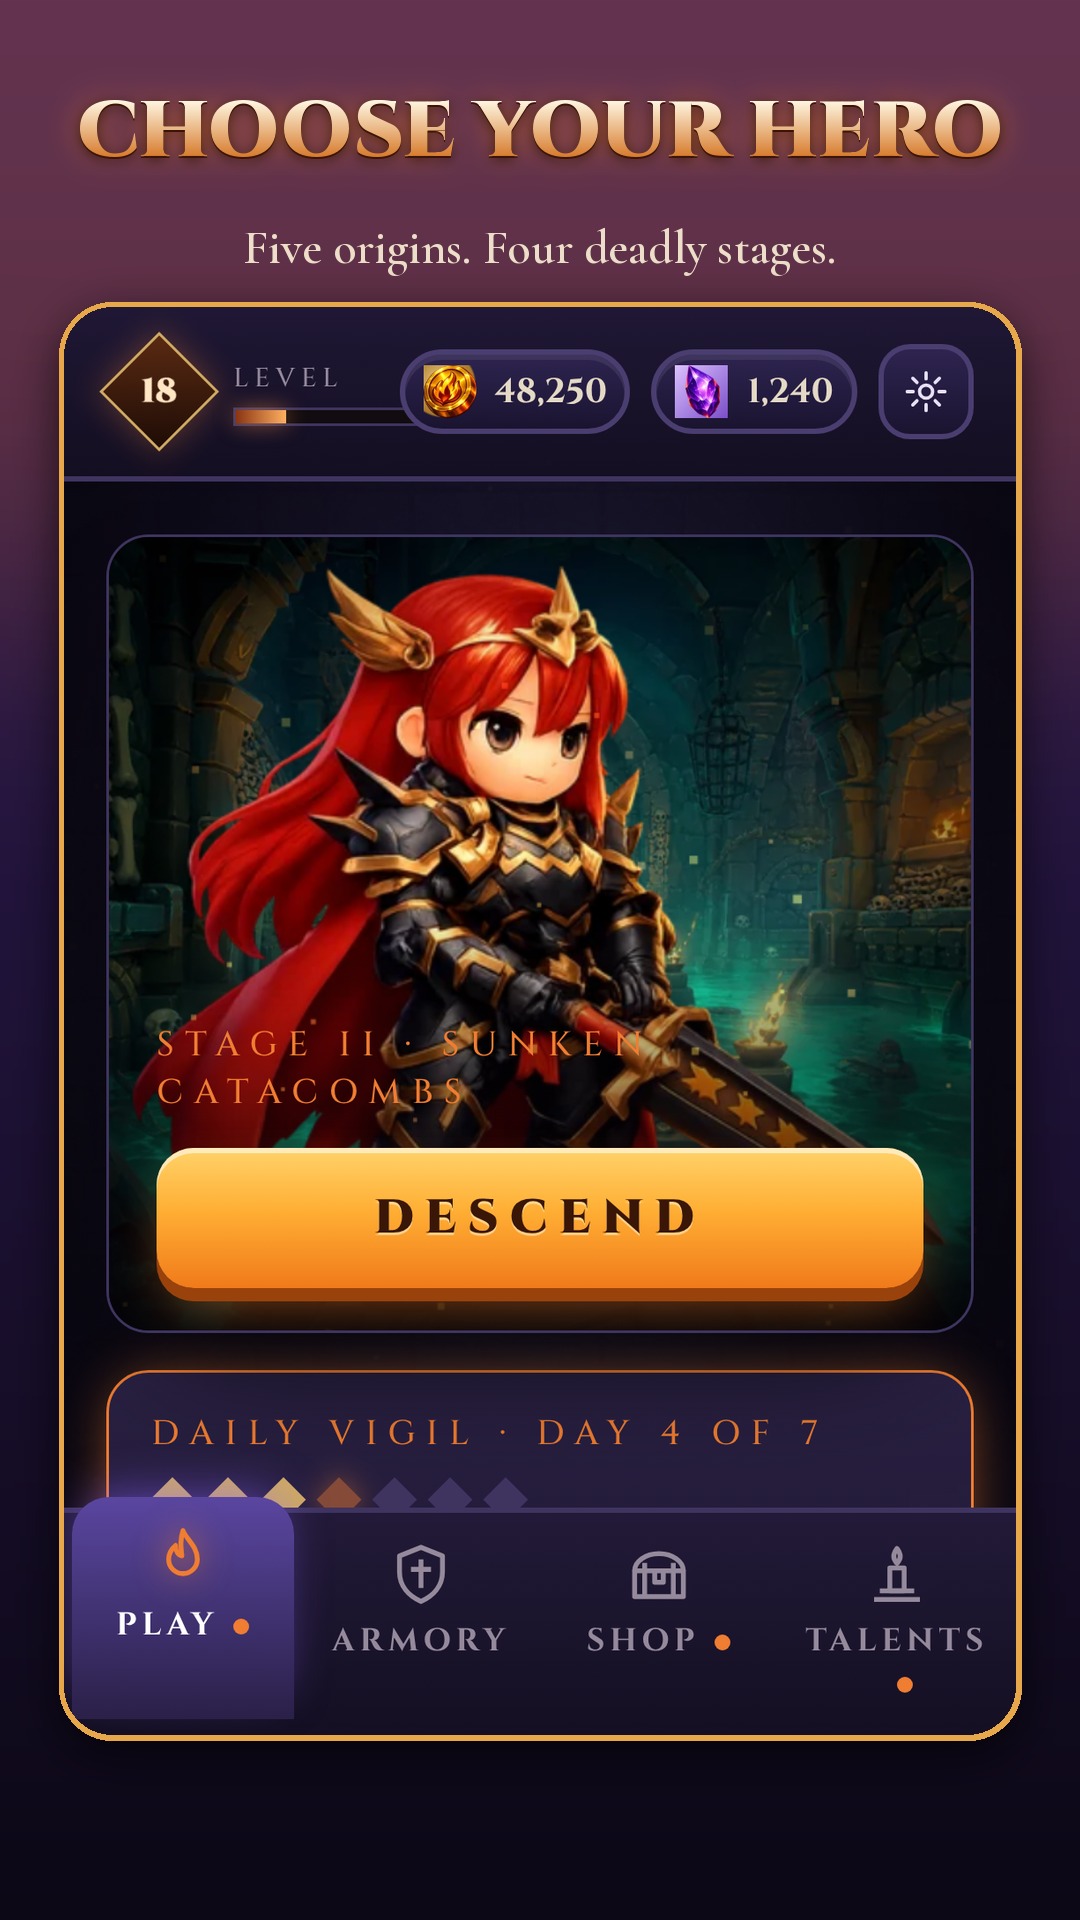 CHOOSE YOUR HERO
Five origins. Four deadly stages.
18
LEVEL
48,250
1,240
STAGE II · SUNKEN
CATACOMBS
DESCEND
DAILY VIGIL · DAY 4 OF 7
PLAY
ARMORY
SHOP
TALENTS